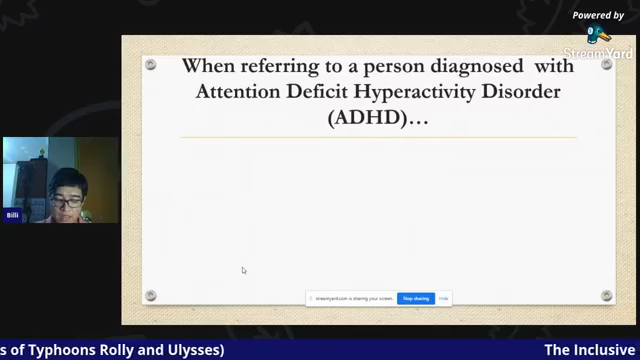 Powered by
StreamYard
When referring to a person diagnosed with
Attention Deficit Hyperactivity Disorder
(ADHD)…
Billi
streamyard.com is sharing your screen.
Stop sharing
Hide
s of Typhoons Rolly and Ulysses)
The Inclusive